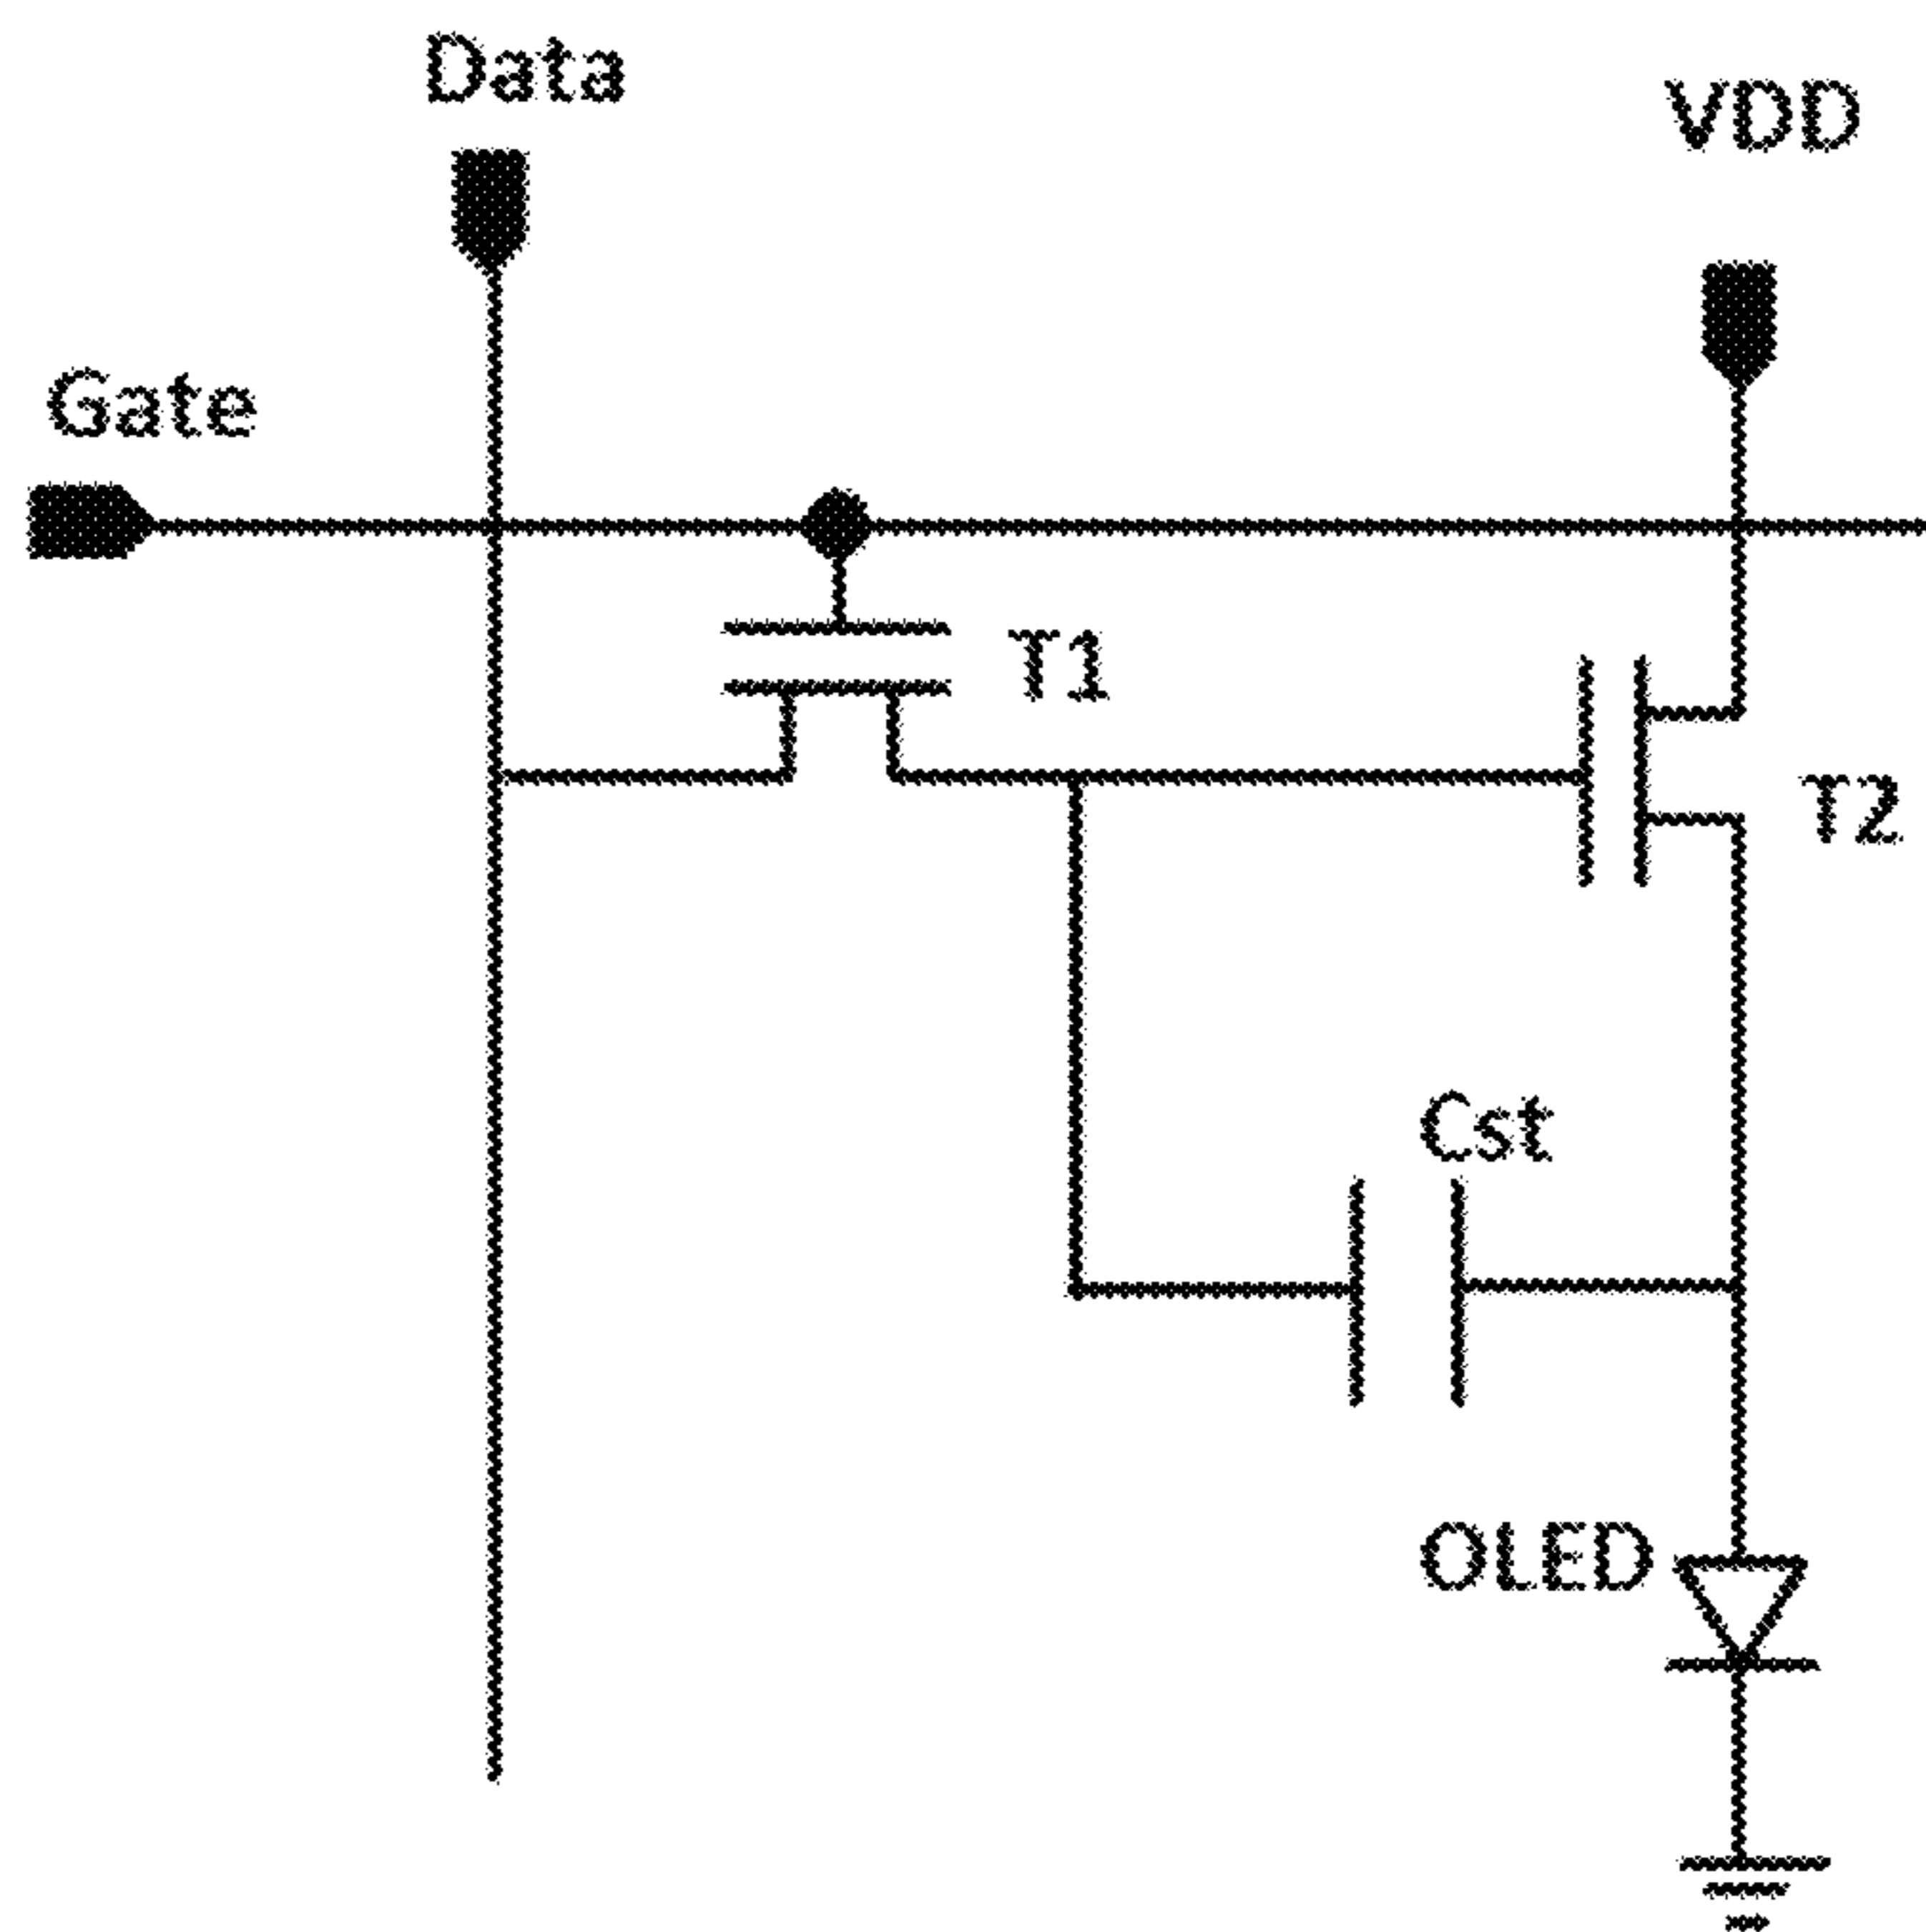 Data
VDD
Gate
T1
T2
Cst
OLED